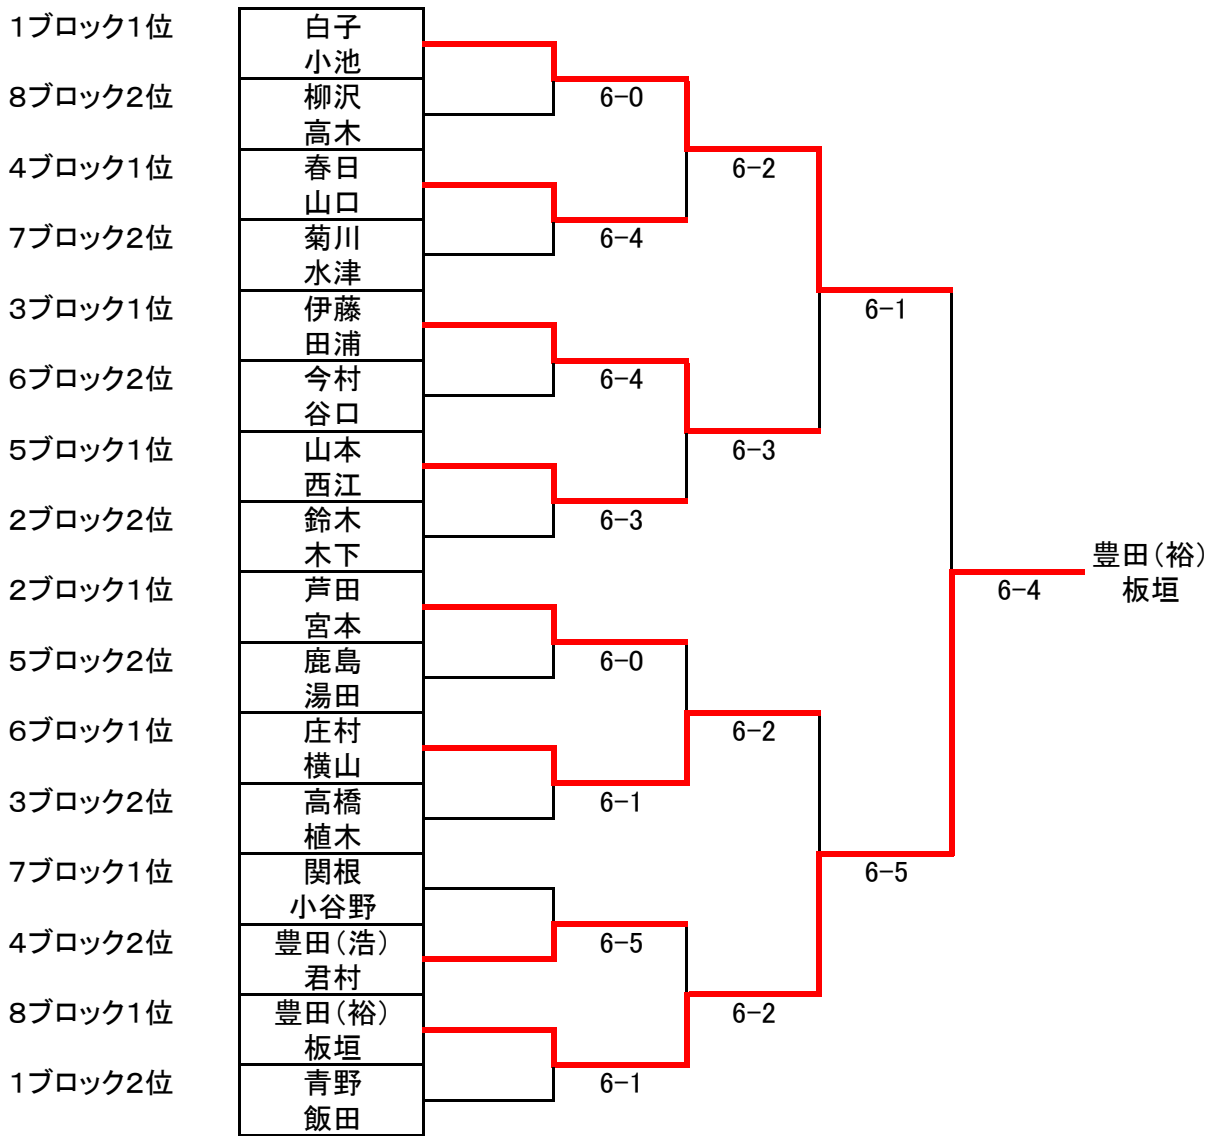 1ブロック1位
白子
小池
8ブロック2位
柳沢
高木
6-0
4ブロック1位
春日
山口
6-2
7ブロック2位
菊川
水津
6-4
3ブロック1位
伊藤
田浦
6-1
6ブロック2位
今村
谷口
6-4
5ブロック1位
山本
西江
6-3
2ブロック2位
鈴木
木下
6-3
2ブロック1位
芦田
宮本
6-4
豊田(裕)
板垣
5ブロック2位
鹿島
湯田
6-0
6ブロック1位
庄村
横山
6-2
3ブロック2位
高橋
植木
6-1
7ブロック1位
関根
小谷野
6-5
4ブロック2位
豊田(浩)
君村
6-5
8ブロック1位
豊田(裕)
板垣
6-2
1ブロック2位
青野
飯田
6-1